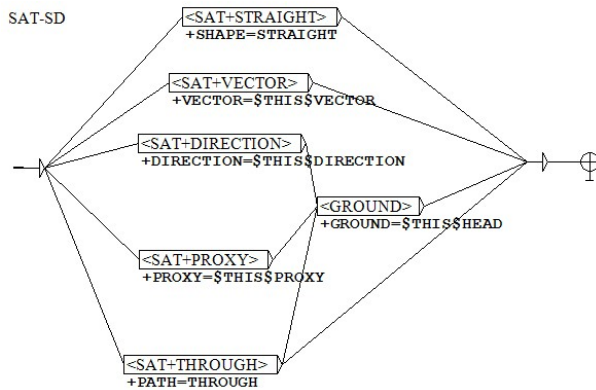 SAT-SD
<SAT+STRAIGHT>
+SHAPE=STRAIGHT
<SAT+VECTOR>
+VECTOR=$THIS$VECTOR
<SAT+DIRECTION>
+DIRECTION=$THIS$DIRECTION
<GROUND>
+GROUND=$THIS$HEAD
<SAT+PROXY>
+PROXY=$THIS$PROXY
<SAT+THROUGH>
+PATH=THROUGH